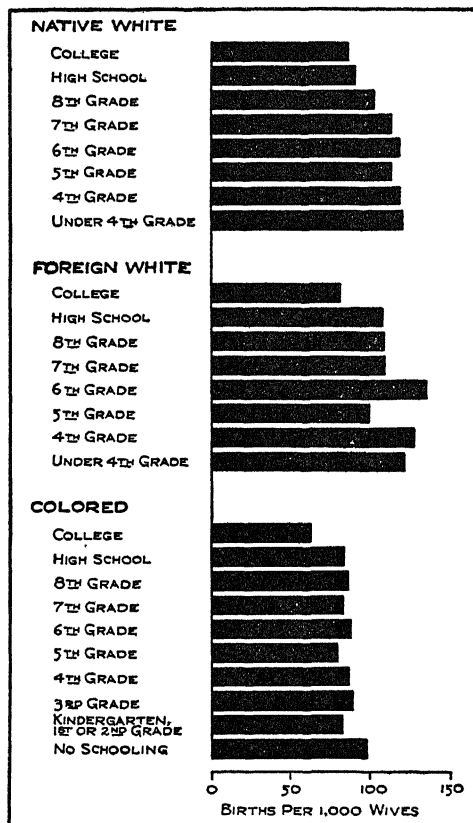 NATIVE WHITE
COLLEGE
HIGH SCHOOL
8TH GRADE
7TH GRADE
6TH GRADE
5TH GRADE
4TH GRADE
UNDER 4TH GRADE
FOREIGN WHITE
COLLEGE
HIGH SCHOOL
8TH GRADE
7TH GRADE
6TH GRADE
5TH GRADE
4TH GRADE
UNDER 4TH GRADE
COLORED
COLLEGE
HIGH SCHOOL
8TH GRADE
7TH GRADE
6TH GRADE
5TH GRADE
4TH GRADE
3RD GRADE
KINDERGARTEN,
1ST OR 2ND GRADE
NO SCHOOLING
0 50 100 150
BIRTHS PER 1,000 WIVES